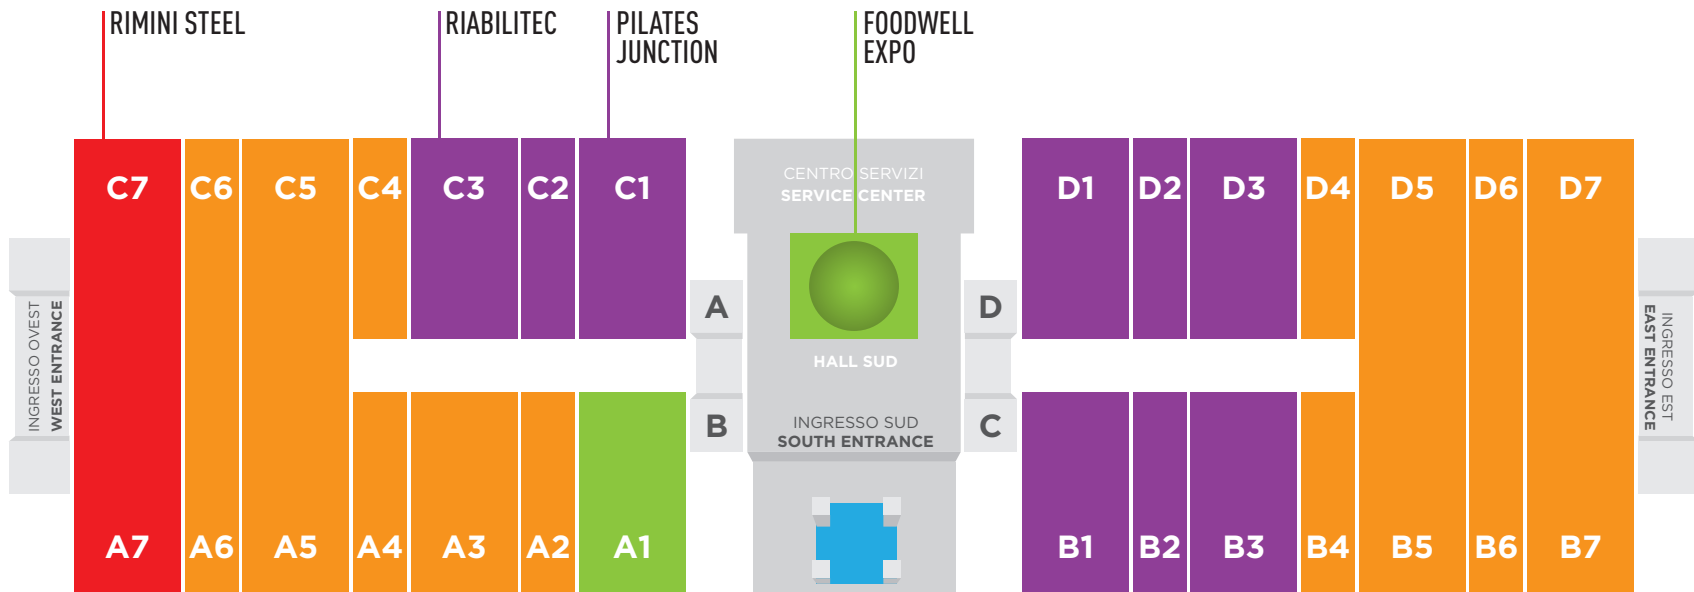 RIMINI STEEL
RIABILITEC
PILATES
JUNCTION
FOODWELL
EXPO
C7
C6
C5
C4
C3
C2
C1
CENTRO SERVIZI
SERVICE CENTER
D1
D2
D3
D4
D5
D6
D7
INGRESSO OVEST
WEST ENTRANCE
A
D
HALL SUD
B
INGRESSO SUD
SOUTH ENTRANCE
C
INGRESSO EST
EAST ENTRANCE
A7
A6
A5
A4
A3
A2
A1
B1
B2
B3
B4
B5
B6
B7